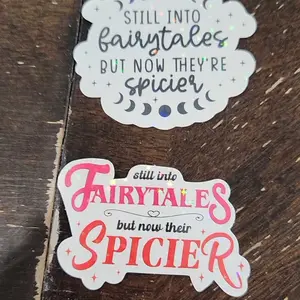 STILL INTO
fairytales
BUT NOW THEY'RE
spicier
still into
FAIRYTALES
but now their
SPICIER